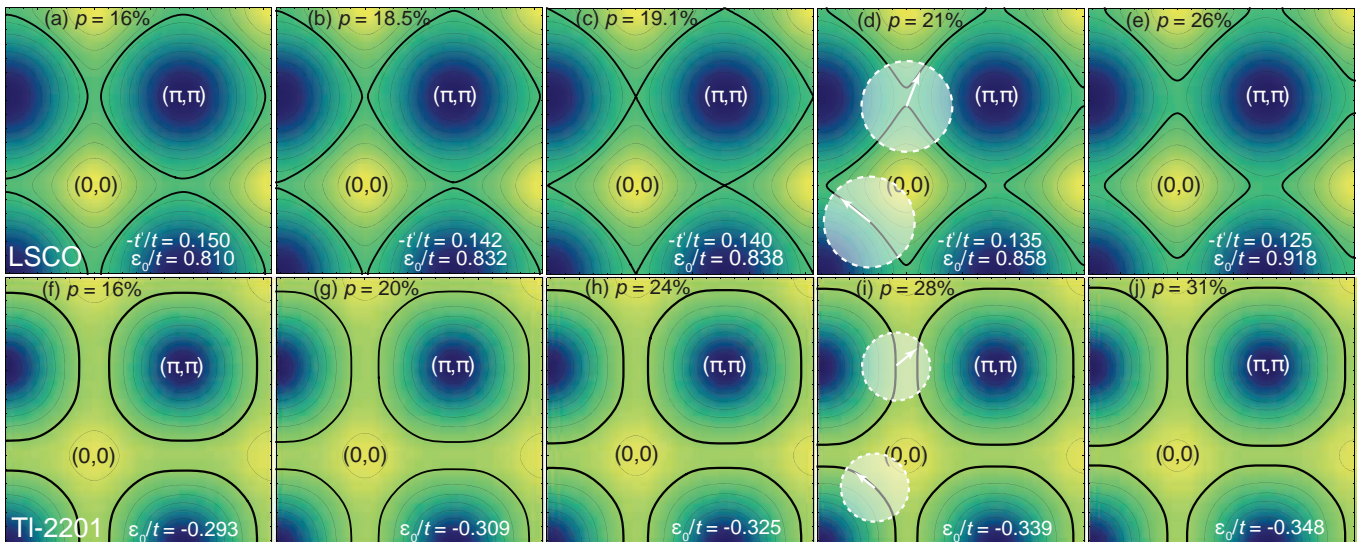 (a) p = 16%
(π,π)
(0,0)
LSCO
-t'/t = 0.150
ε₀/t = 0.810
(b) p = 18.5%
(π,π)
(0,0)
-t'/t = 0.142
ε₀/t = 0.832
(c) p = 19.1%
(π,π)
(0,0)
-t'/t = 0.140
ε₀/t = 0.838
(d) p = 21%
(π,π)
(0,0)
-t'/t = 0.135
ε₀/t = 0.858
(e) p = 26%
(π,π)
(0,0)
-t'/t = 0.125
ε₀/t = 0.918
(f) p = 16%
(π,π)
(0,0)
Tl-2201
ε₀/t = -0.293
(g) p = 20%
(π,π)
(0,0)
ε₀/t = -0.309
(h) p = 24%
(π,π)
(0,0)
ε₀/t = -0.325
(i) p = 28%
(π,π)
(0,0)
ε₀/t = -0.339
(j) p = 31%
(π,π)
(0,0)
ε₀/t = -0.348